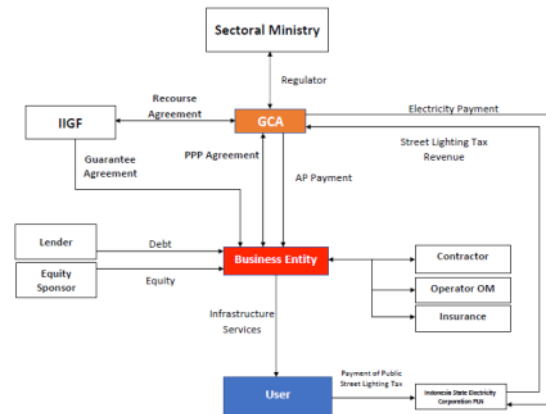 Sectoral Ministry
Regulator
Recourse
Agreement
Electricity Payment
IIGF
GCA
Street Lighting Tax
Revenue
Guarantee
Agreement
PPP Agreement
AP Payment
Lender
Debt
Business Entity
Contractor
Equity
Sponsor
Equity
Operator OM
Infrastructure
Services
Insurance
User
Payment of Public
Street Lighting Tax
Indonesia State Electricity
Corporation PLN